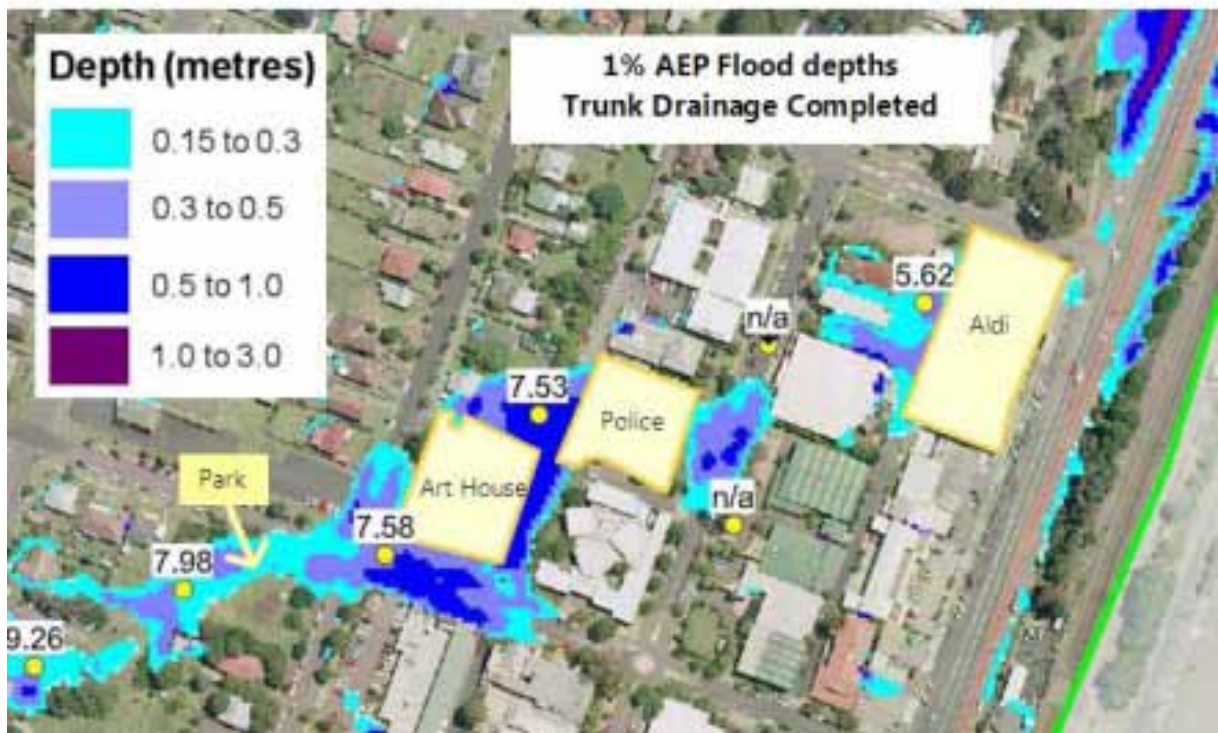 Depth (metres)
0.15 to 0.3
0.3 to 0.5
0.5 to 1.0
1.0 to 3.0
1% AEP Flood depths
Trunk Drainage Completed
5.62
Aldi
n/a
7.53
Police
Park
Art House
7.58
n/a
7.98
9.26